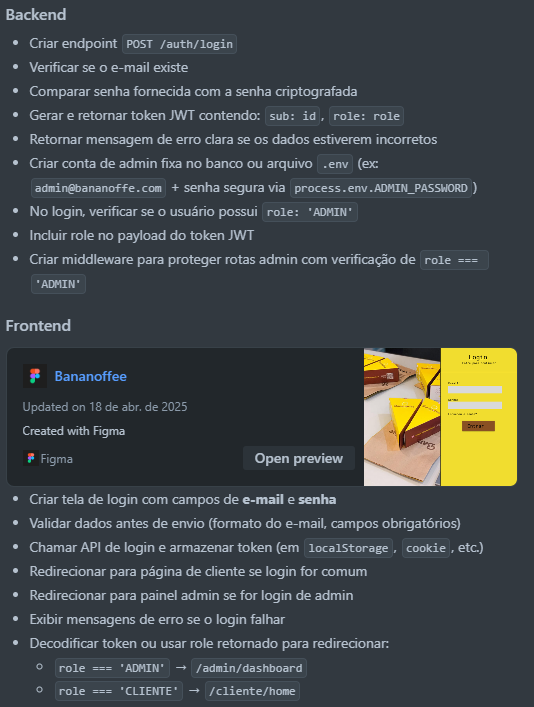 Backend
Criar endpoint POST /auth/login
Verificar se o e-mail existe
Comparar senha fornecida com a senha criptografada
Gerar e retornar token JWT contendo: sub: id, role: role
Retornar mensagem de erro clara se os dados estiverem incorretos
Criar conta de admin fixa no banco ou arquivo .env (ex:
admin@bananoffe.com + senha segura via process.env.ADMIN_PASSWORD)
No login, verificar se o usuário possui role: 'ADMIN'
Incluir role no payload do token JWT
Criar middleware para proteger rotas admin com verificação de role ===
'ADMIN'
Frontend
Bananoffee
Updated on 18 de abr. de 2025
Created with Figma
Figma
Open preview
Login
Entrar
Criar tela de login com campos de e-mail e senha
Validar dados antes de envio (formato do e-mail, campos obrigatórios)
Chamar API de login e armazenar token (em localStorage, cookie, etc.)
Redirecionar para página de cliente se login for comum
Redirecionar para painel admin se for login de admin
Exibir mensagens de erro se o login falhar
Decodificar token ou usar role retornado para redirecionar:
role === 'ADMIN' → /admin/dashboard
role === 'CLIENTE' → /cliente/home